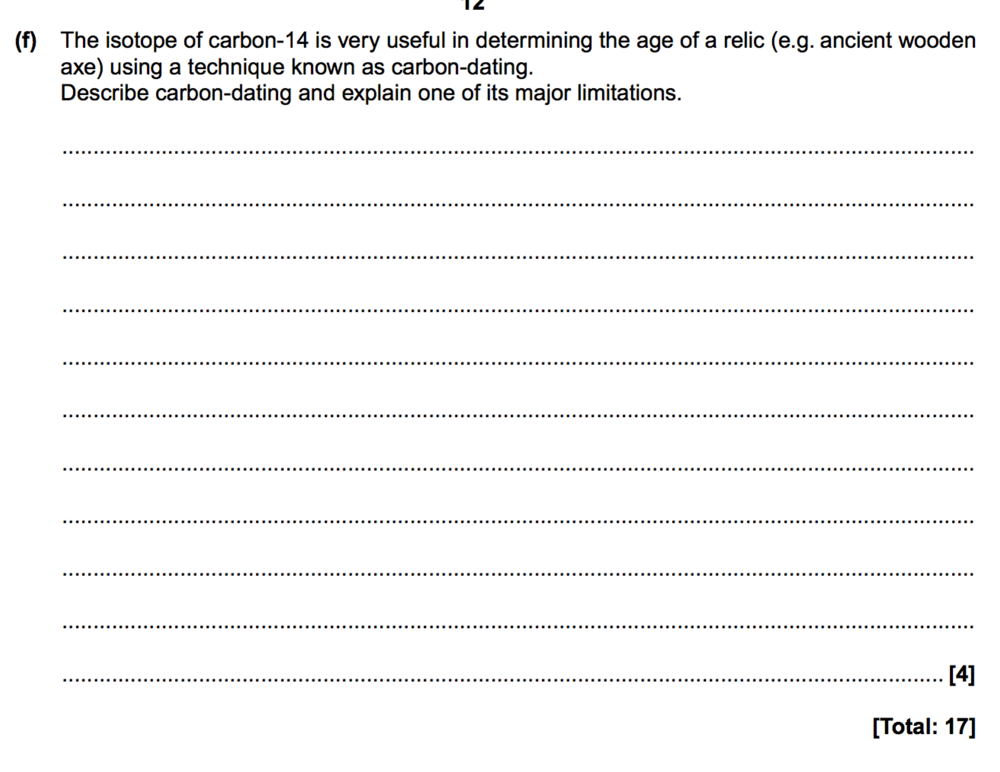 12
(f) The isotope of carbon-14 is very useful in determining the age of a relic (e.g. ancient wooden
axe) using a technique known as carbon-dating.
Describe carbon-dating and explain one of its major limitations.
[4]
[Total: 17]